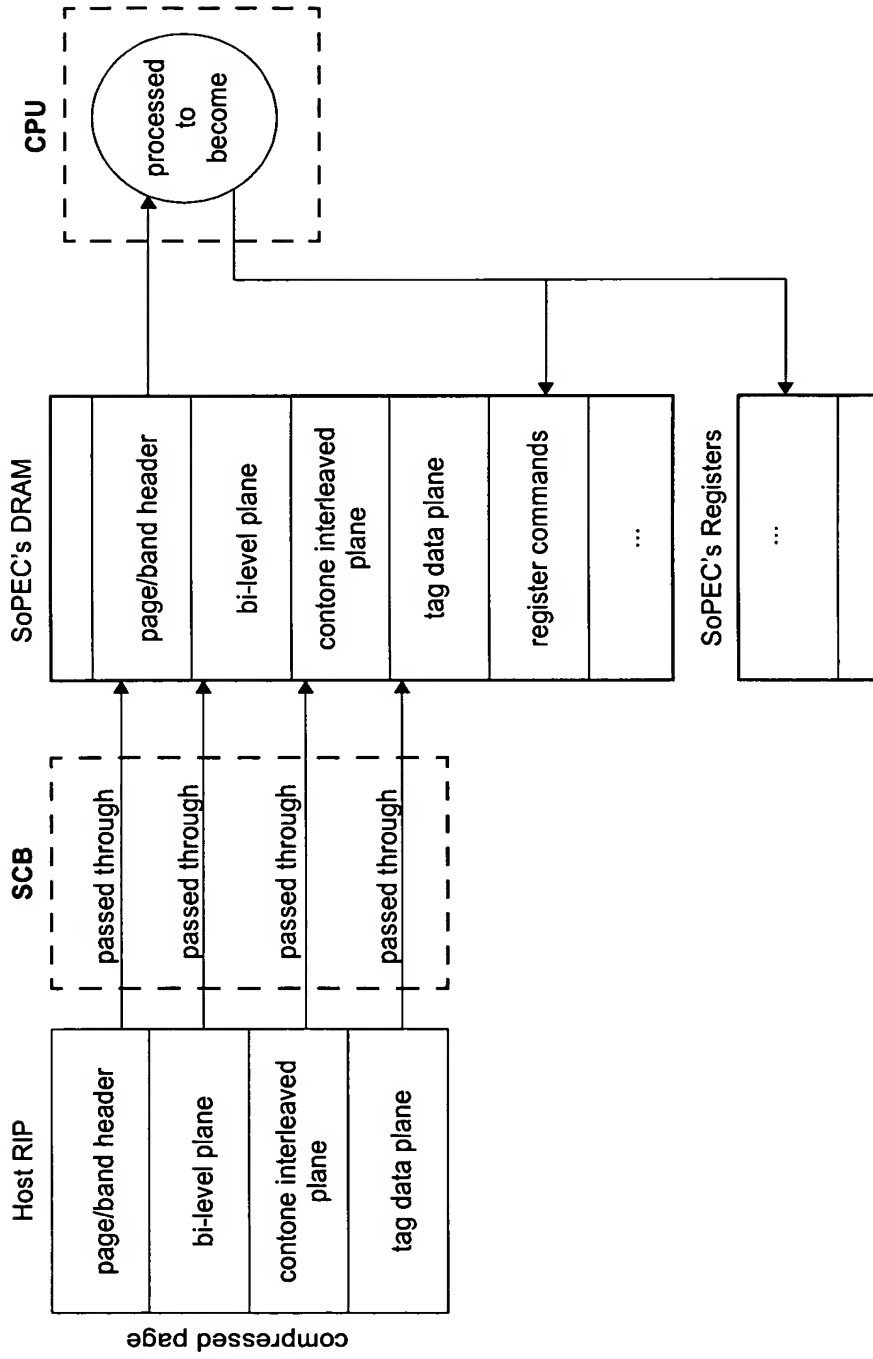 compressed page
Host RIP
page/band header
bi-level plane
contone interleaved
plane
tag data plane
SCB
passed through
passed through
passed through
passed through
SoPEC's DRAM
page/band header
bi-level plane
contone interleaved
plane
tag data plane
register commands
...
CPU
processed
to
become
SoPEC's Registers
...